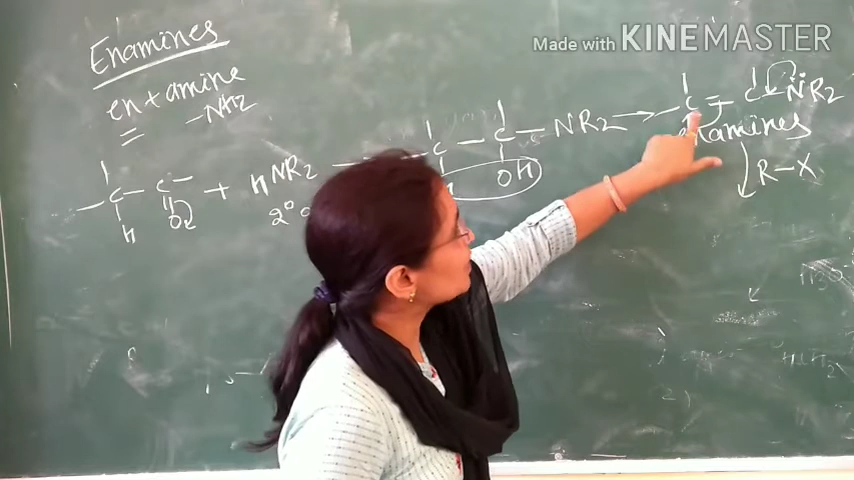 Made with KINEMASTER
Enamines
en + amine
-NH2
-C-C- + HNR2 → C-C-NR2 → -C=C-NR2
H O 2° OH enamines
R-X